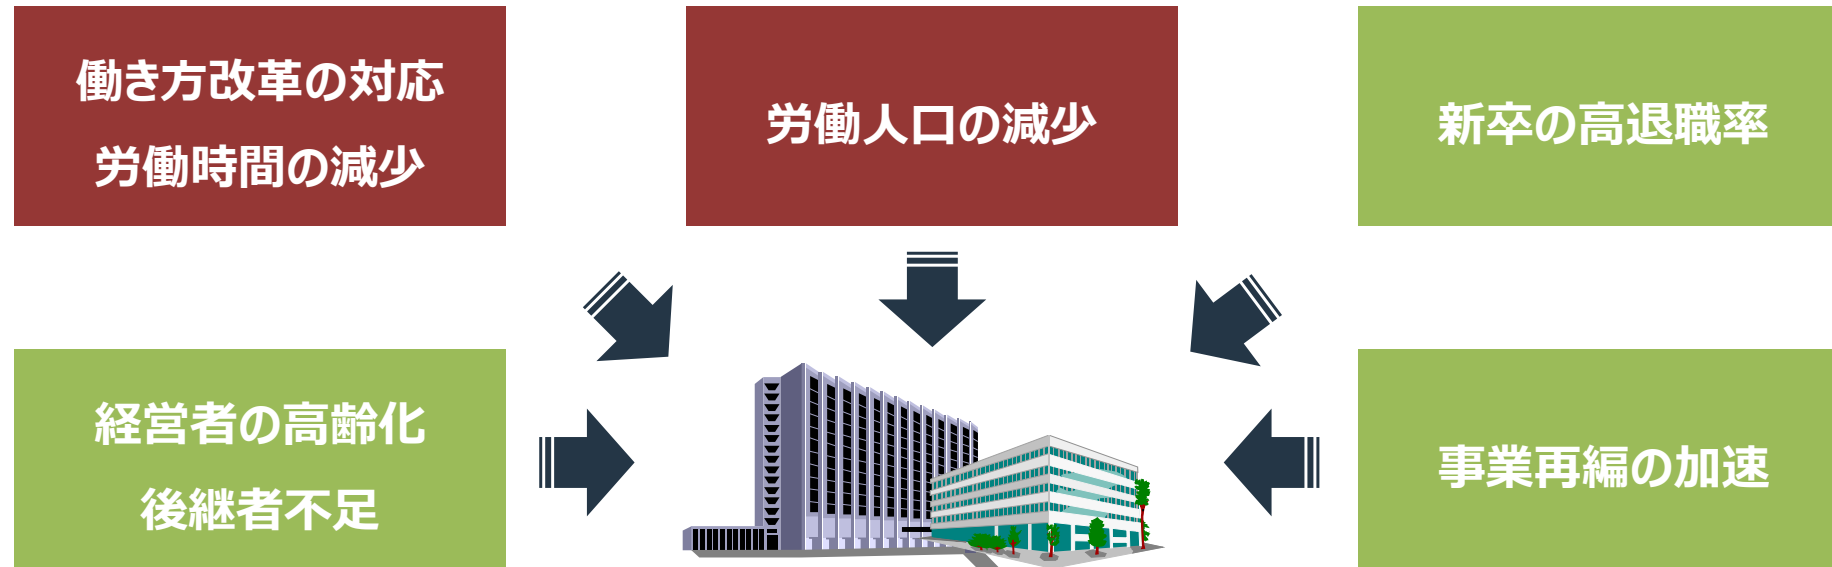 働き方改革の対応
労働時間の減少
労働人口の減少
新卒の高退職率
経営者の高齢化
後継者不足
事業再編の加速